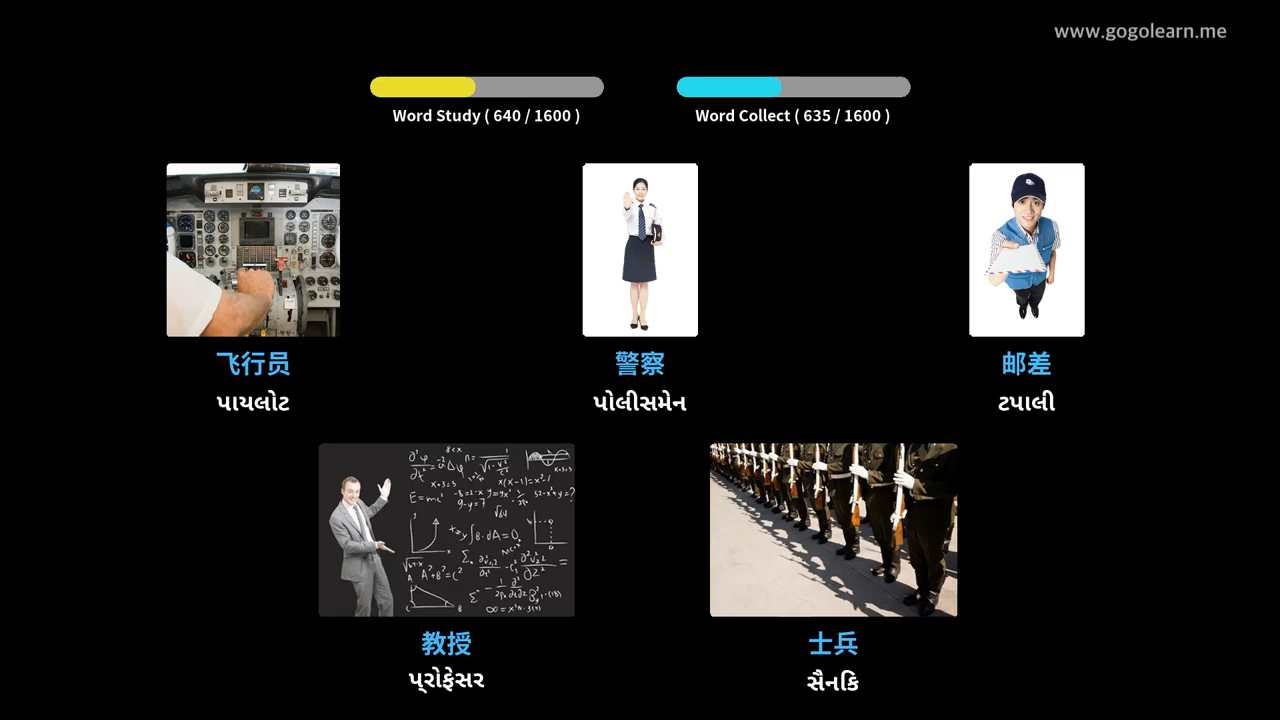 www.gogolearn.me
Word Study ( 640 / 1600 )
Word Collect ( 635 / 1600 )
飞行员
પાયલોટ
警察
પોલીસમેન
邮差
ટપાલી
教授
પ્રોફેસર
士兵
સૈનકિ